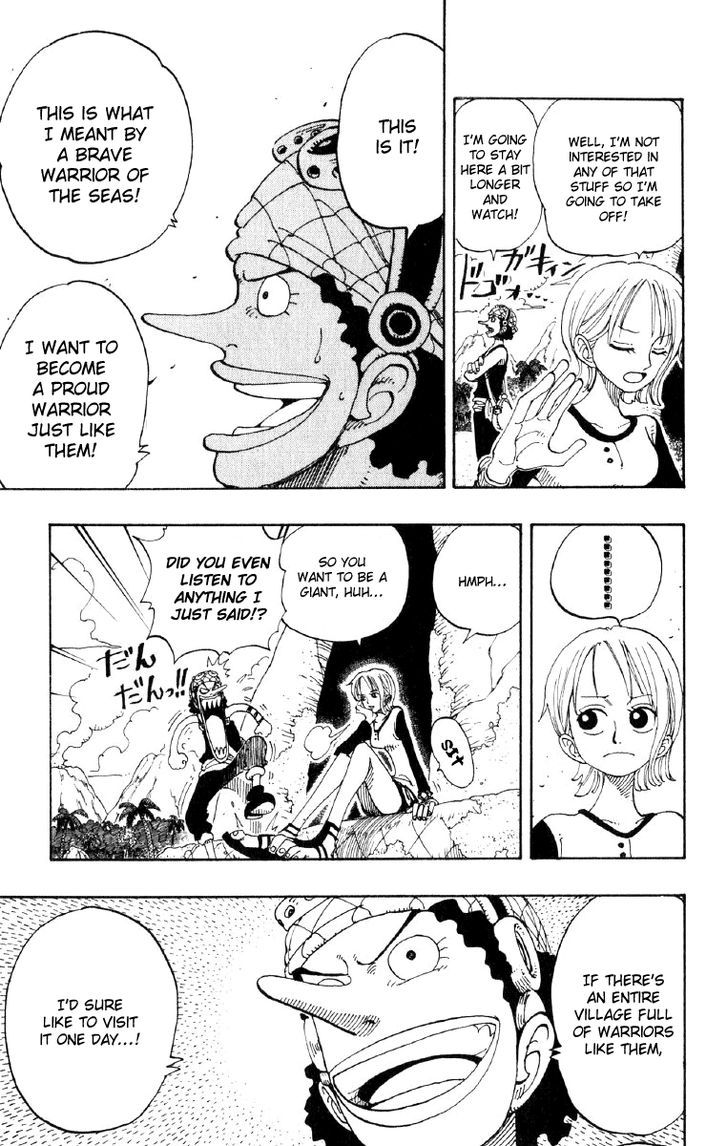 WELL, I'M NOT
INTERESTED IN
ANY OF THAT
STUFF SO I'M
GOING TO TAKE
OFF!
I'M GOING
TO STAY
HERE A BIT
LONGER
AND
WATCH!
ガキィン
ドゴォ…
THIS
IS IT!
THIS IS WHAT
I MEANT BY
A BRAVE
WARRIOR OF
THE SEAS!
I WANT TO
BECOME
A PROUD
WARRIOR
JUST LIKE
THEM!
HMPH...
SO YOU
WANT TO BE A
GIANT, HUH...
SIT
DID YOU EVEN
LISTEN TO
ANYTHING I
JUST SAID!?
だん
だんっ!!
IF THERE'S
AN ENTIRE
VILLAGE FULL
OF WARRIORS
LIKE THEM,
I'D SURE
LIKE TO VISIT
IT ONE DAY...!